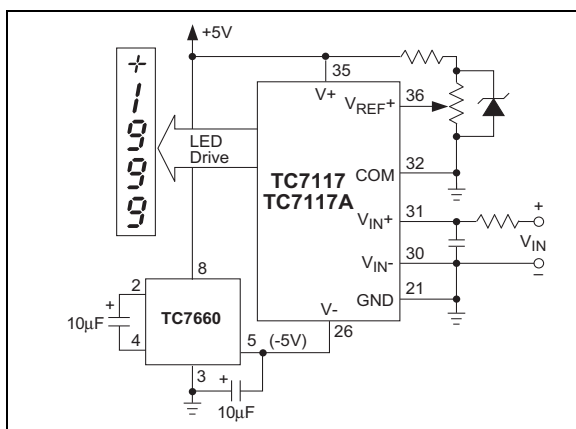 +5V
35
V+
36
VREF+
LED
Drive
+1999
TC7117
TC7117A
32
COM
31
VIN+
+
VIN
–
30
VIN-
21
GND
V-
26
8
2
+
10µF
4
TC7660
5
(-5V)
3
+
10µF